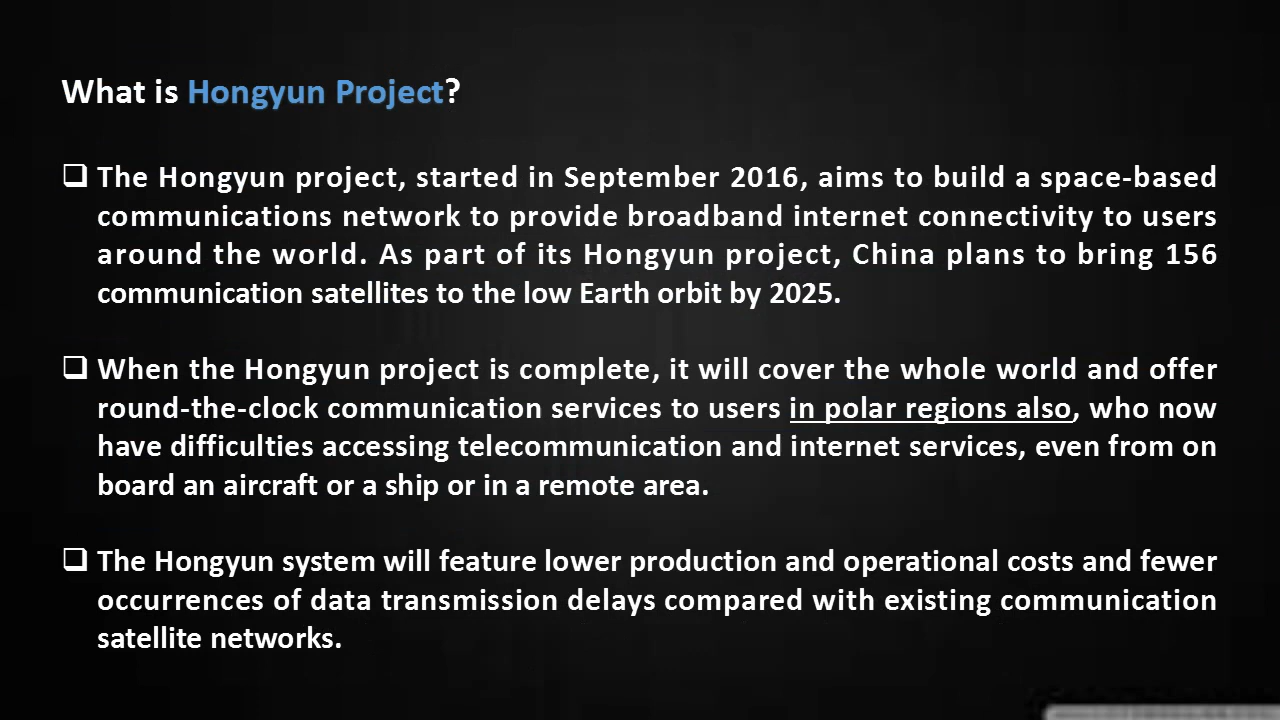 What is Hongyun Project?
❑ The Hongyun project, started in September 2016, aims to build a space-based
communications network to provide broadband internet connectivity to users
around the world. As part of its Hongyun project, China plans to bring 156
communication satellites to the low Earth orbit by 2025.
❑ When the Hongyun project is complete, it will cover the whole world and offer
round-the-clock communication services to users in polar regions also, who now
have difficulties accessing telecommunication and internet services, even from on
board an aircraft or a ship or in a remote area.
❑ The Hongyun system will feature lower production and operational costs and fewer
occurrences of data transmission delays compared with existing communication
satellite networks.